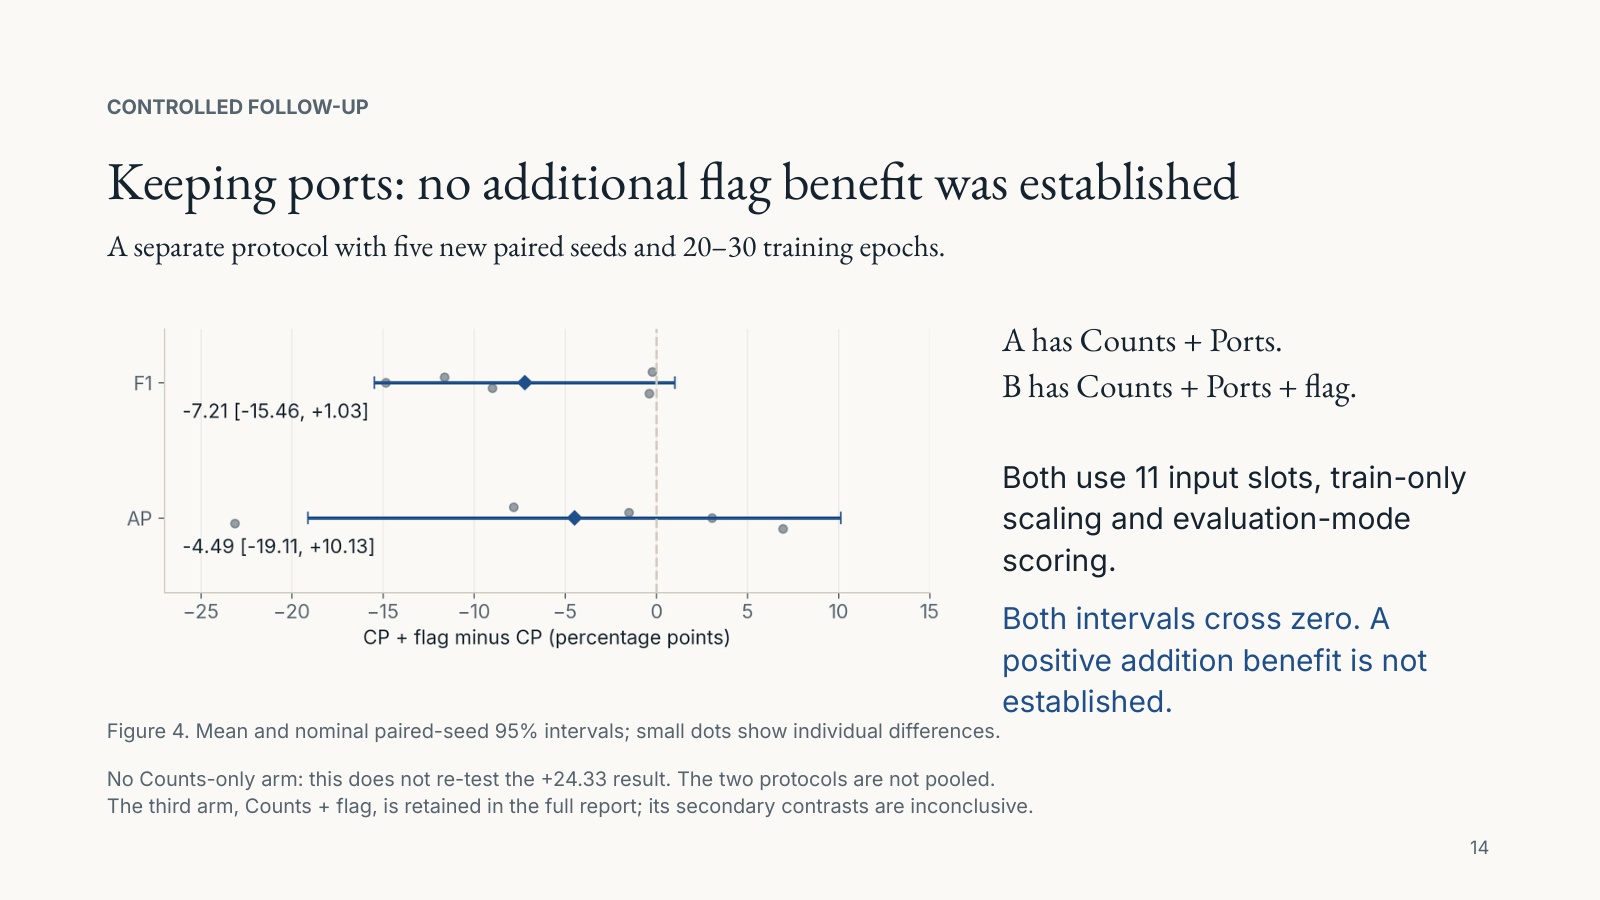 CONTROLLED FOLLOW-UP
Keeping ports: no additional flag benefit was established
A separate protocol with five new paired seeds and 20–30 training epochs.
F1
-7.21 [-15.46, +1.03]
AP
-4.49 [-19.11, +10.13]
−25 −20 −15 −10 −5 0 5 10 15
CP + flag minus CP (percentage points)
A has Counts + Ports.
B has Counts + Ports + flag.
Both use 11 input slots, train-only
scaling and evaluation-mode
scoring.
Both intervals cross zero. A
positive addition benefit is not
established.
Figure 4. Mean and nominal paired-seed 95% intervals; small dots show individual differences.
No Counts-only arm: this does not re-test the +24.33 result. The two protocols are not pooled.
The third arm, Counts + flag, is retained in the full report; its secondary contrasts are inconclusive.
14